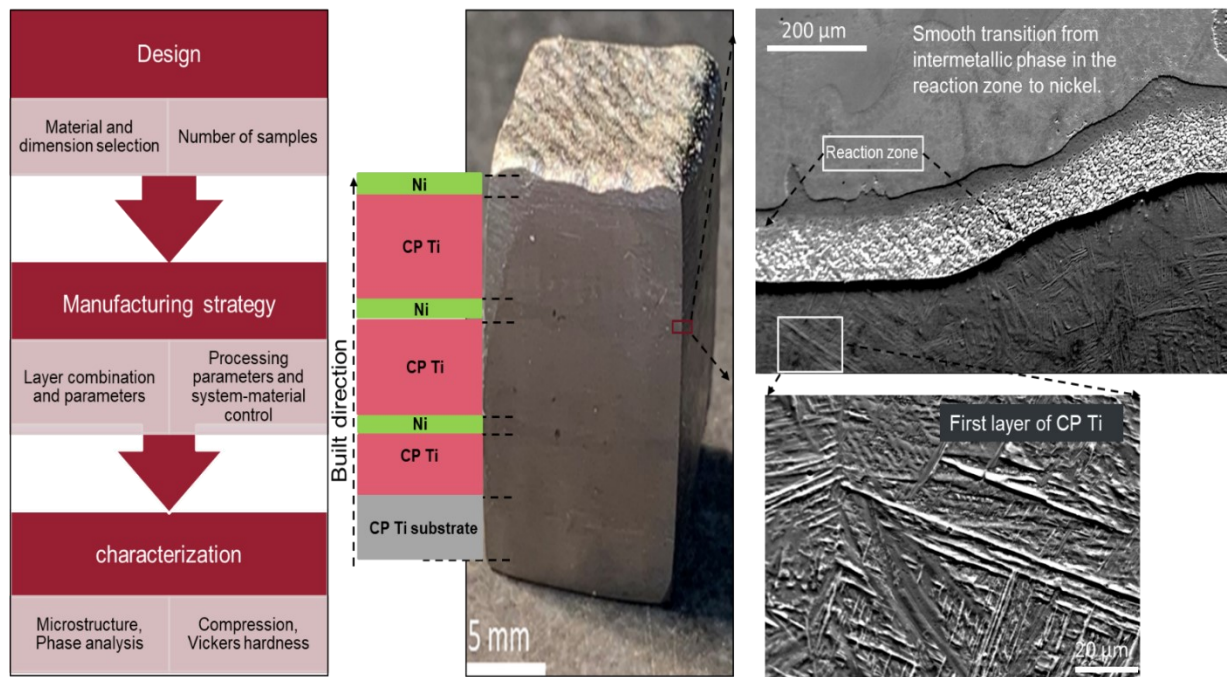 Design
Material and
dimension selection
Number of samples
Manufacturing strategy
Layer combination
and parameters
Processing
parameters and
system-material
control
characterization
Microstructure,
Phase analysis
Compression,
Vickers hardness
Built direction
Ni
CP Ti
Ni
CP Ti
Ni
CP Ti
CP Ti substrate
5 mm
200 µm
Smooth transition from
intermetallic phase in the
reaction zone to nickel.
Reaction zone
First layer of CP Ti
20 µm